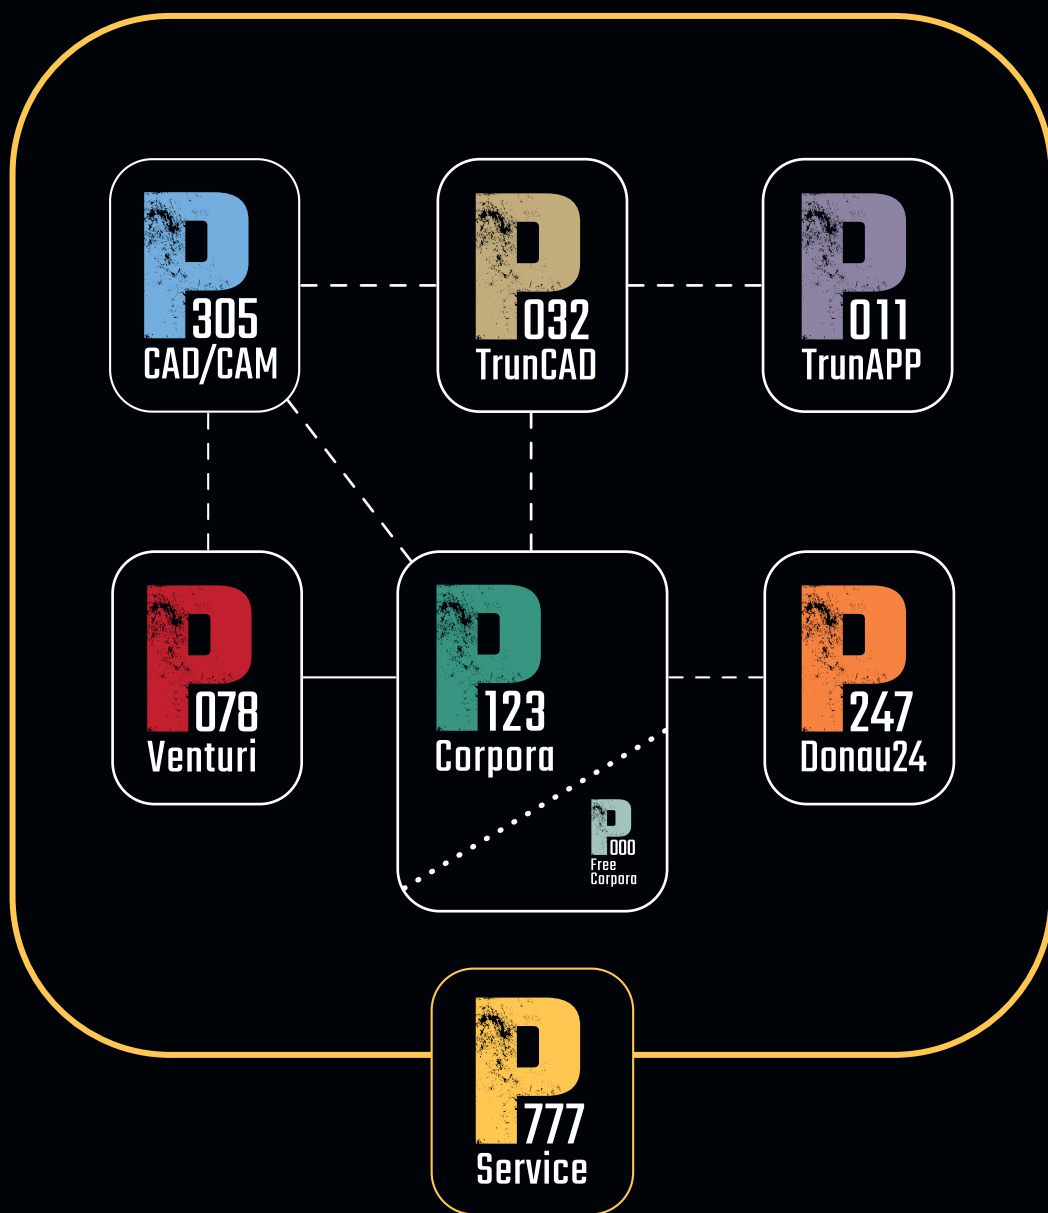 P
305
CAD/CAM
P
032
TrunCAD
P
011
TrunAPP
P
078
Venturi
P
123
Corpora
P
000
Free
Corpora
P
247
Donau24
P
777
Service